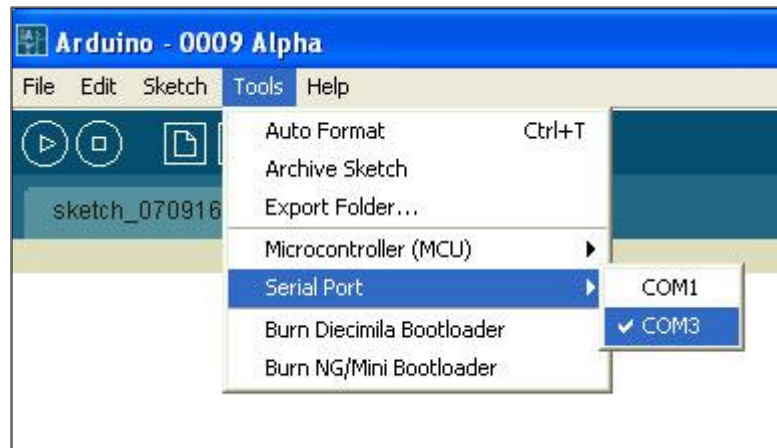 Arduino - 0009 Alpha
File Edit Sketch Tools Help
Auto Format Ctrl+T
Archive Sketch
sketch_070916
Export Folder...
Microcontroller (MCU)
Serial Port
COM1
COM3
Burn Diecimila Bootloader
Burn NG/Mini Bootloader